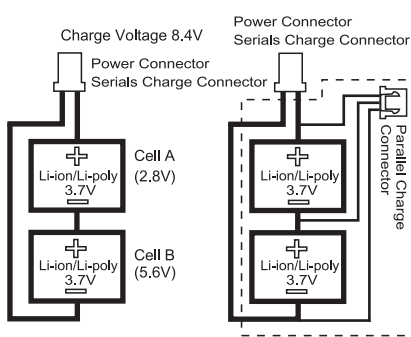 Charge Voltage 8.4V
Power Connector
Serials Charge Connector
Cell A
(2.8V)
Li-ion/Li-poly
3.7V
Cell B
(5.6V)
Li-ion/Li-poly
3.7V
Power Connector
Serials Charge Connector
Parallel Charge
Connector
Li-ion/Li-poly
3.7V
Li-ion/Li-poly
3.7V